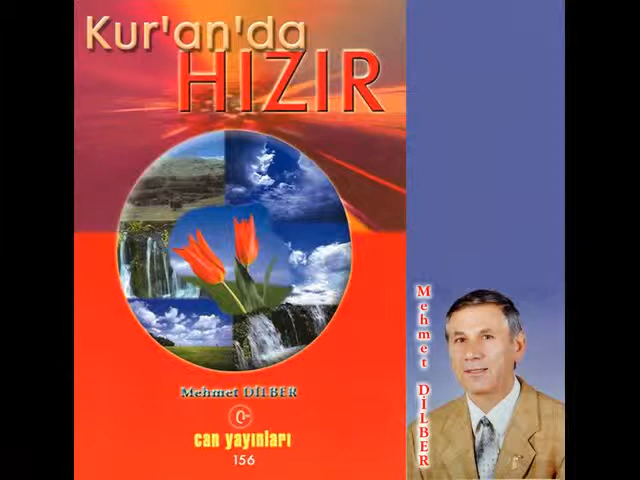 Kur'an'da
HIZIR
Mehmet DİLBER
can yayınları
156
Mehmet DİLBER